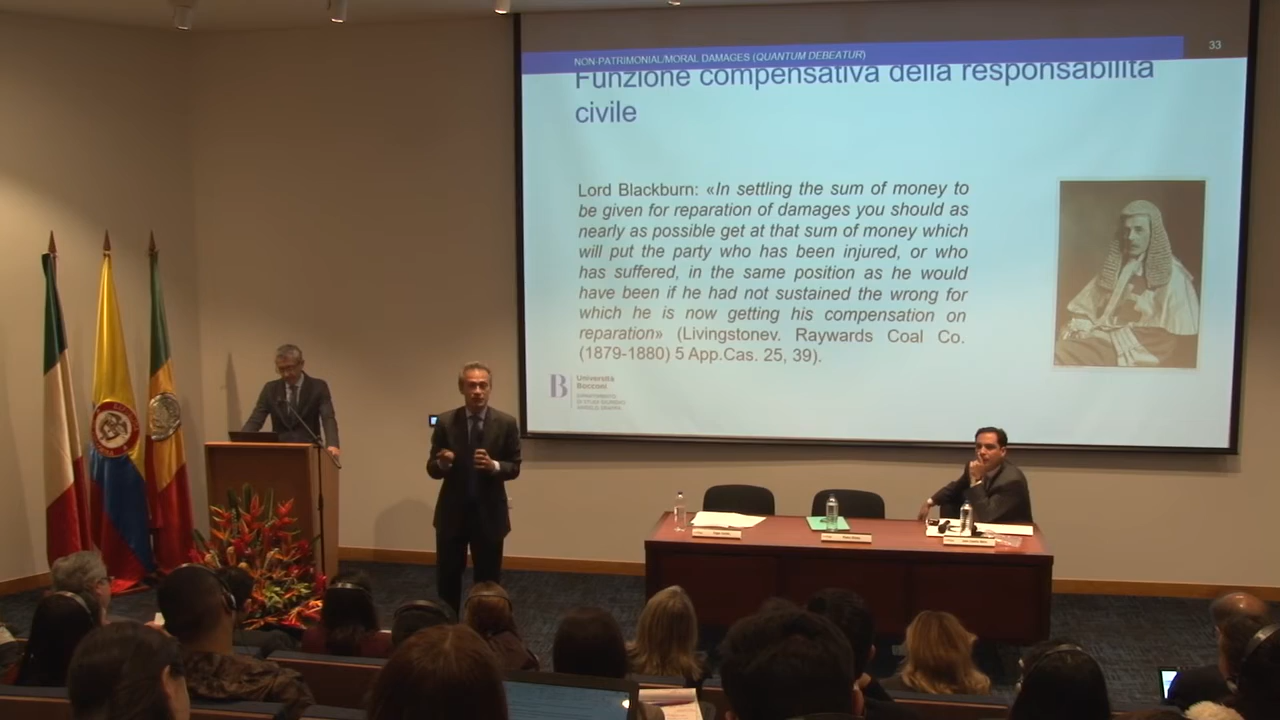 NON-PATRIMONIAL/MORAL DAMAGES (QUANTUM DEBEATUR)
33
Funzione compensativa della responsabilità
civile
Lord Blackburn: «In settling the sum of money to
be given for reparation of damages you should as
nearly as possible get at that sum of money which
will put the party who has been injured, or who
has suffered, in the same position as he would
have been if he had not sustained the wrong for
which he is now getting his compensation on
reparation» (Livingstonev. Raywards Coal Co.
(1879-1880) 5 App.Cas. 25, 39).
B
Università
Bocconi
DIPARTIMENTO
DI STUDI GIURIDICI